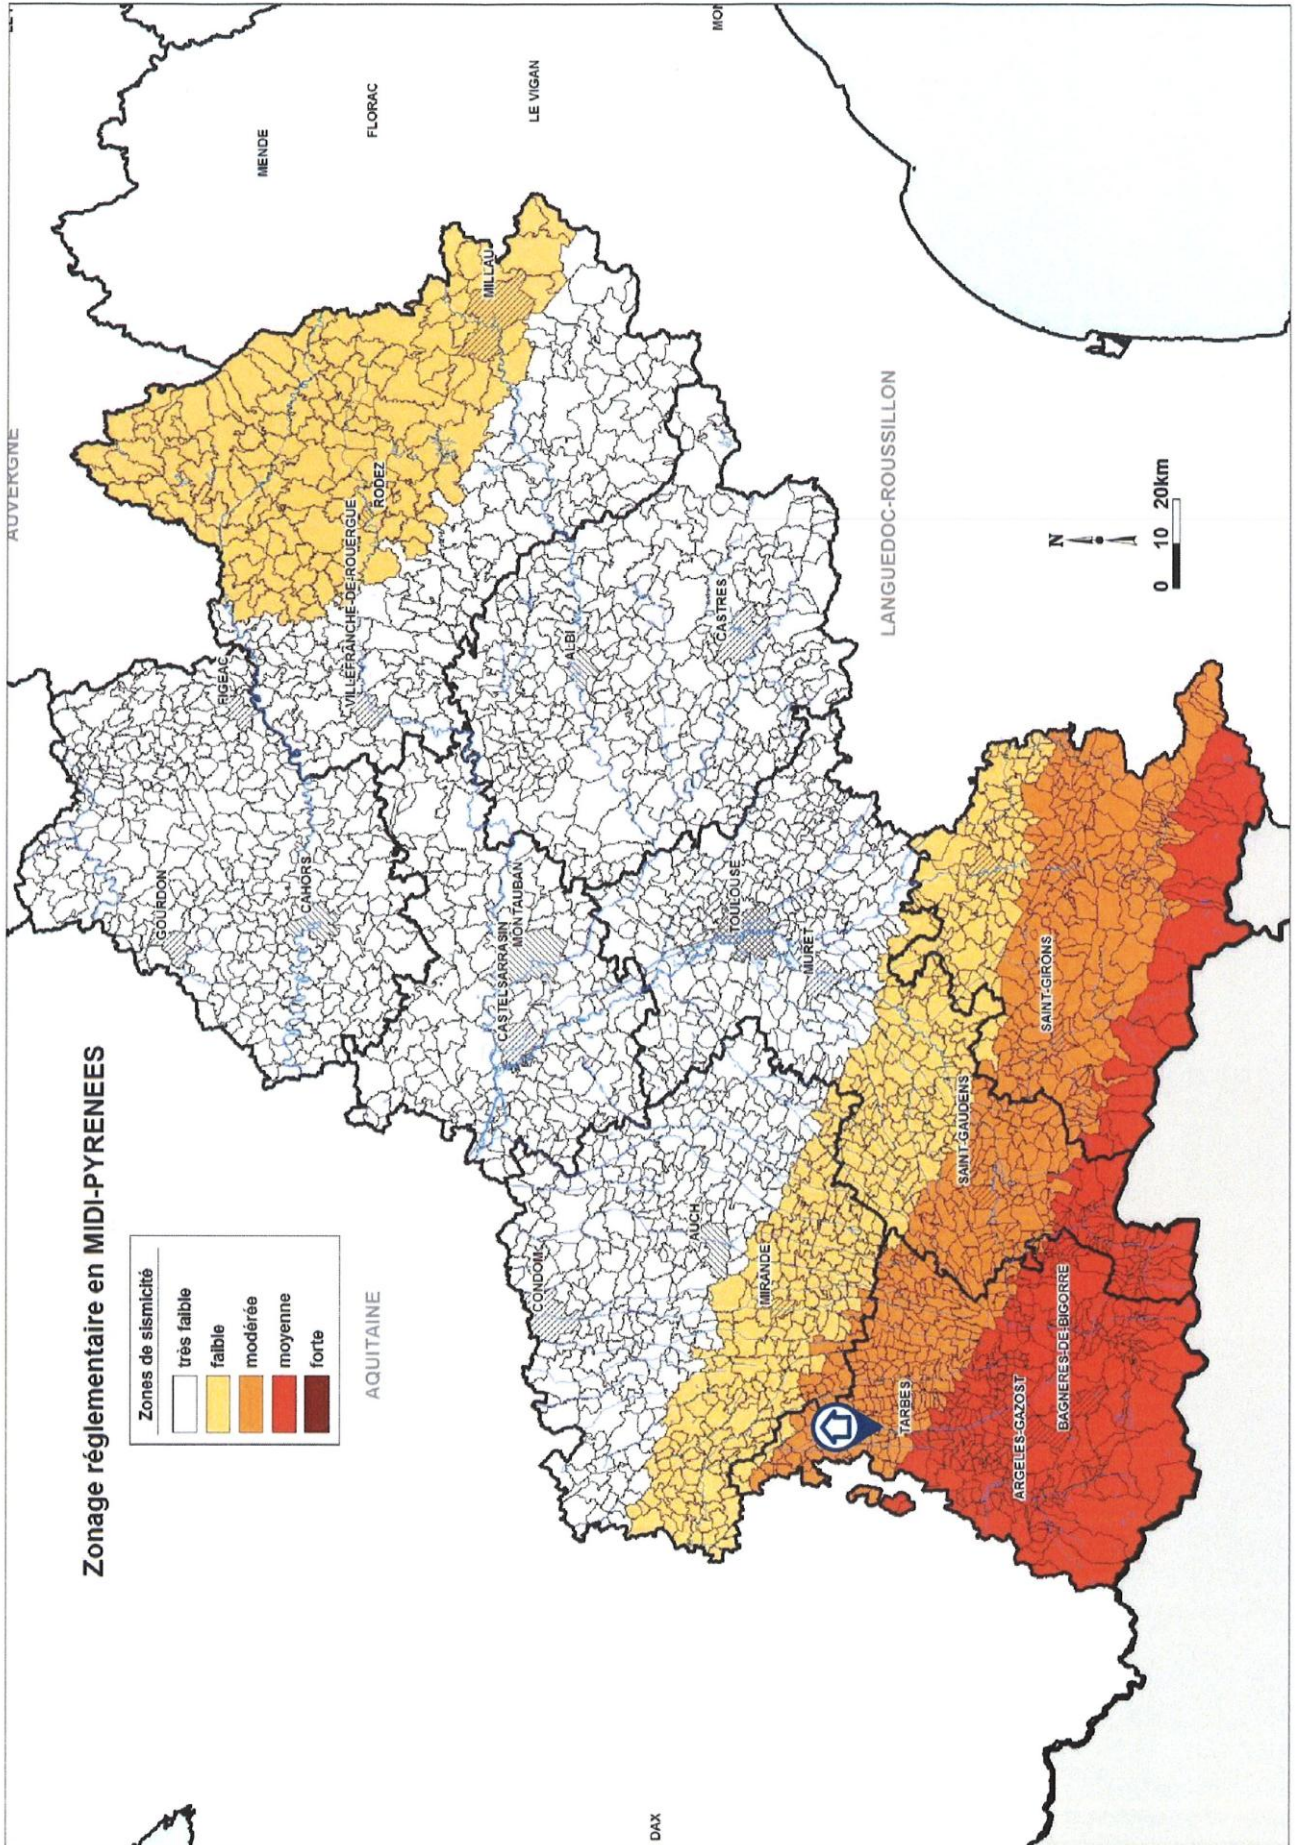 Zonage réglementaire en MIDI-PYRENEES
Zones de sismicité
très faible
faible
modérée
moyenne
forte
AUVERGNE
AQUITAINE
LANGUEDOC-ROUSSILLON
MENDE
FLORAC
LE VIGAN
MILLAU
RODEZ
VILLEFRANCHE-DE-ROUERGUE
FIGEAC
GOURDON
CAHORS
CASTELSARRASIN
MONTAUBAN
ALBI
CASTRES
TOULOUSE
MURET
CONDOM
AUCH
MIRANDE
TARBES
SAINT-GAUDENS
SAINT-GIRONS
ARGELES-GAZOST
BAGNERES-DE-BIGORRE
DAX
MON
N
0 10 20km